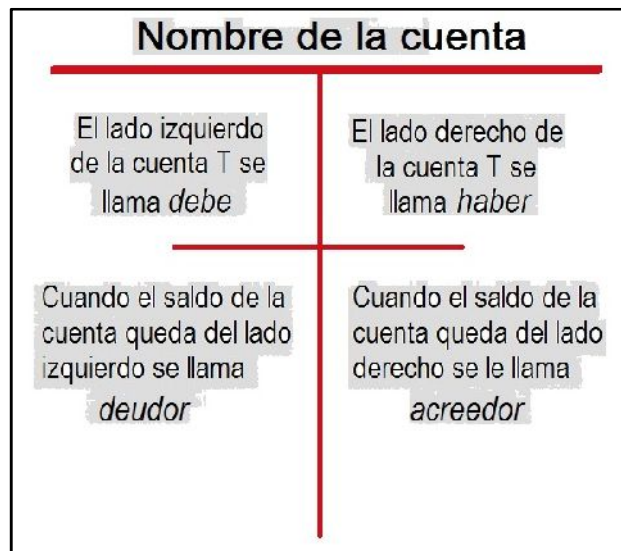 Nombre de la cuenta
El lado izquierdo
de la cuenta T se
llama debe
El lado derecho de
la cuenta T se
llama haber
Cuando el saldo de la
cuenta queda del lado
izquierdo se llama
deudor
Cuando el saldo de la
cuenta queda del lado
derecho se le llama
acreedor